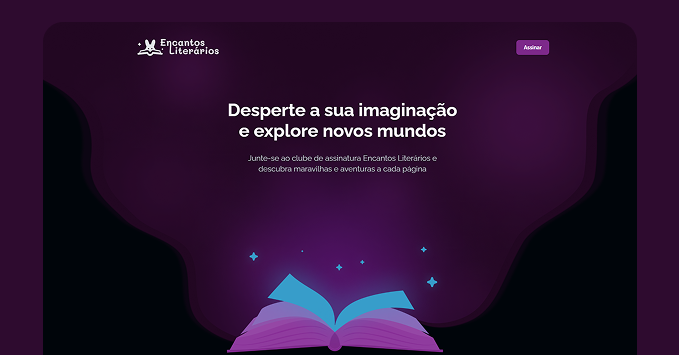 Encantos
Literários
Assinar
Desperte a sua imaginação
e explore novos mundos
Junte-se ao clube de assinatura Encantos Literários e
descubra maravilhas e aventuras a cada página